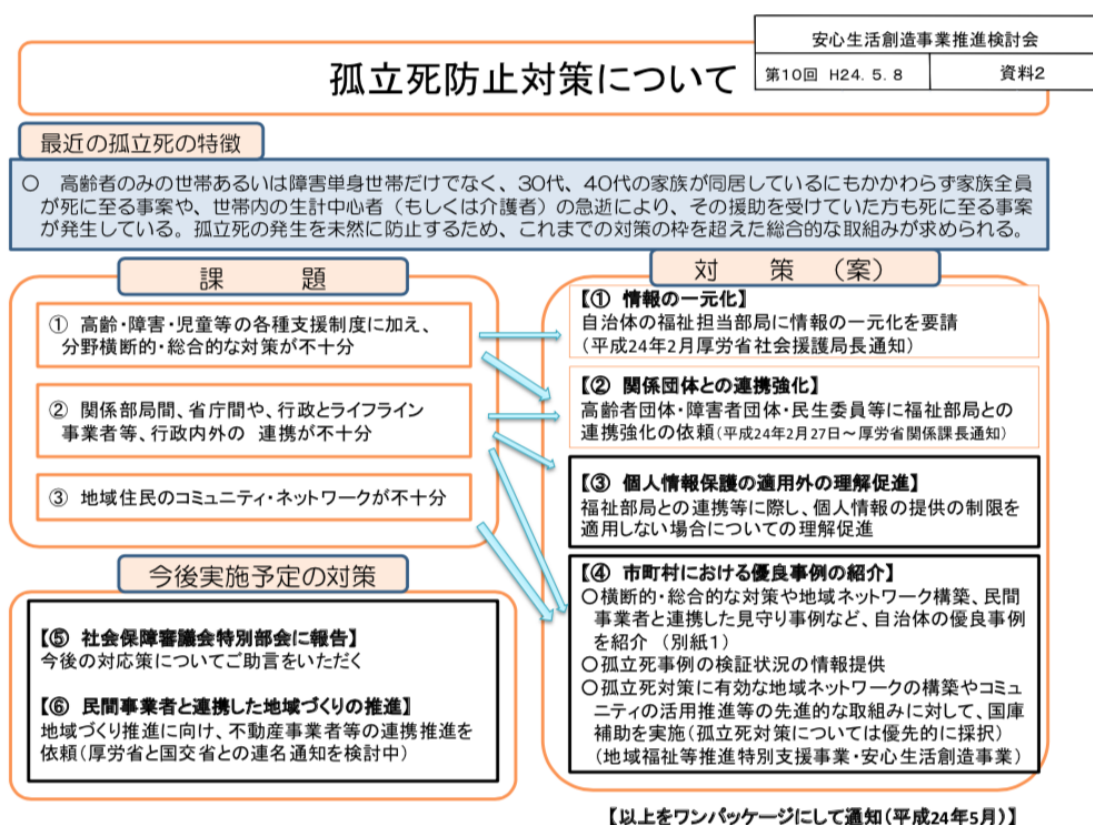 安心生活創造事業推進検討会
第10回 H24.5.8
資料2
孤立死防止対策について
最近の孤立死の特徴
○ 高齢者のみの世帯あるいは障害単身世帯だけでなく、30代、40代の家族が同居しているにもかかわらず家族全員
が死に至る事案や、世帯内の生計中心者(もしくは介護者)の急逝により、その援助を受けていた方も死に至る事案
が発生している。孤立死の発生を未然に防止するため、これまでの対策の枠を超えた総合的な取組みが求められる。
課 題
① 高齢・障害・児童等の各種支援制度に加え、
分野横断的・総合的な対策が不十分
② 関係部局間、省庁間や、行政とライフライン
事業者等、行政内外の 連携が不十分
③ 地域住民のコミュニティ・ネットワークが不十分
対 策 (案)
【① 情報の一元化】
自治体の福祉担当部局に情報の一元化を要請
(平成24年2月厚労省社会援護局長通知)
【② 関係団体との連携強化】
高齢者団体・障害者団体・民生委員等に福祉部局との
連携強化の依頼(平成24年2月27日～厚労省関係課長通知)
【③ 個人情報保護の適用外の理解促進】
福祉部局との連携等に際し、個人情報の提供の制限を
適用しない場合についての理解促進
【④ 市町村における優良事例の紹介】
○横断的・総合的な対策や地域ネットワーク構築、民間
事業者と連携した見守り事例など、自治体の優良事例
を紹介 (別紙1)
○孤立死事例の検証状況の情報提供
○孤立死対策に有効な地域ネットワークの構築やコミュ
ニティの活用推進等の先進的な取組みに対して、国庫
補助を実施(孤立死対策については優先的に採択)
(地域福祉等推進特別支援事業・安心生活創造事業)
今後実施予定の対策
【⑤ 社会保障審議会特別部会に報告】
今後の対応策についてご助言をいただく
【⑥ 民間事業者と連携した地域づくりの推進】
地域づくり推進に向け、不動産事業者等の連携推進を
依頼(厚労省と国交省との連名通知を検討中)
【以上をワンパッケージにして通知(平成24年5月)】